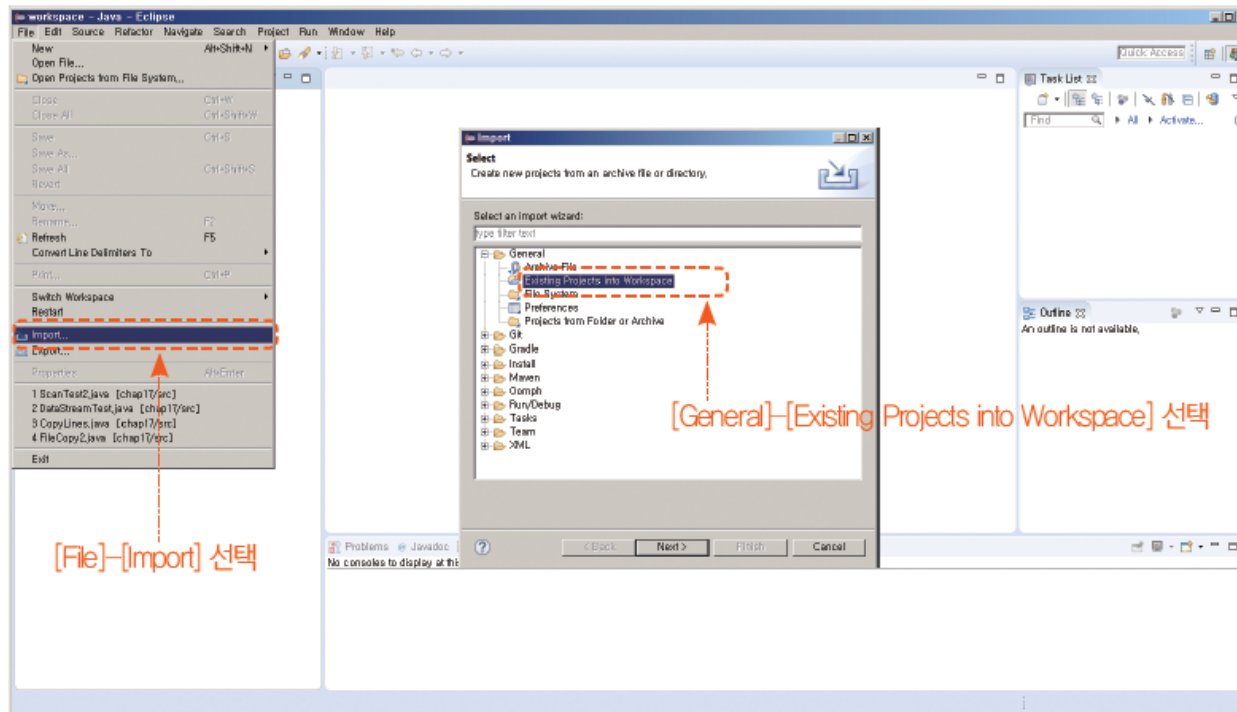 workspace - Java - Eclipse
File Edit Source Refactor Navigate Search Project Run Window Help
New Alt+Shift+N
Open File...
Open Projects from File System...
Close Ctrl+W
Close All Ctrl+Shift+W
Save Ctrl+S
Save As...
Save All Ctrl+Shift+S
Revert
Move...
Rename... F2
Refresh F5
Convert Line Delimiters To
Print... Ctrl+P
Switch Workspace
Restart
Import...
Export...
Properties Alt+Enter
1 ScanTest2.java [chap17/src]
2 DataStreamTest.java [chap17/src]
3 CopyLines.java [chap17/src]
4 FileCopy2.java [chap17/src]
Exit
[File]-[Import] 선택
Import
Select
Create new projects from an archive file or directory.
Select an import wizard:
type filter text
General
Archive File
Existing Projects into Workspace
File System
Preferences
Projects from Folder or Archive
Git
Gradle
Install
Maven
Oomph
Run/Debug
Tasks
Team
XML
[General]-[Existing Projects into Workspace] 선택
< Back Next > Finish Cancel
Quick Access
Task List
Find All Activate...
Outline
An outline is not available.
Problems Javadoc
No consoles to display at this